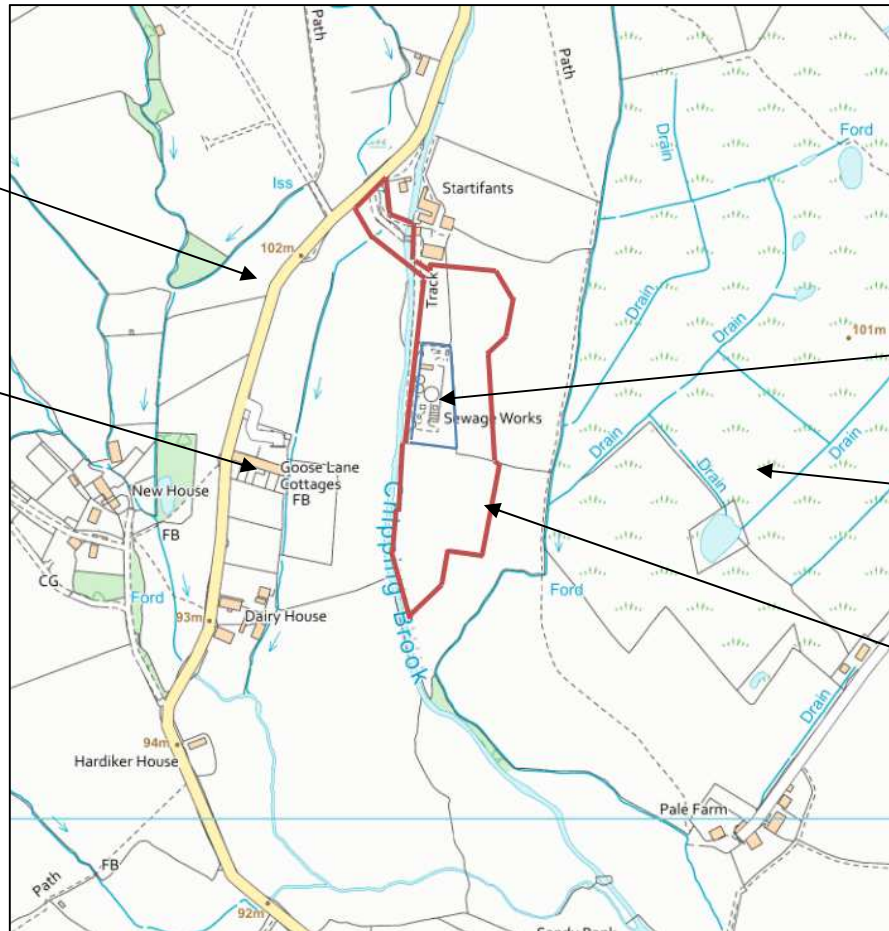 Path
Path
Drain
Ford
Iss
Startifants
102m
Track
Drain
Drain
101m
Sewage Works
Goose Lane
Cottages
FB
New House
FB
Drain
Drain
Drain
CG
Ford
Chipping Brook
Ford
93m
Dairy House
Drain
94m
Hardiker House
Pale Farm
Path
FB
92m